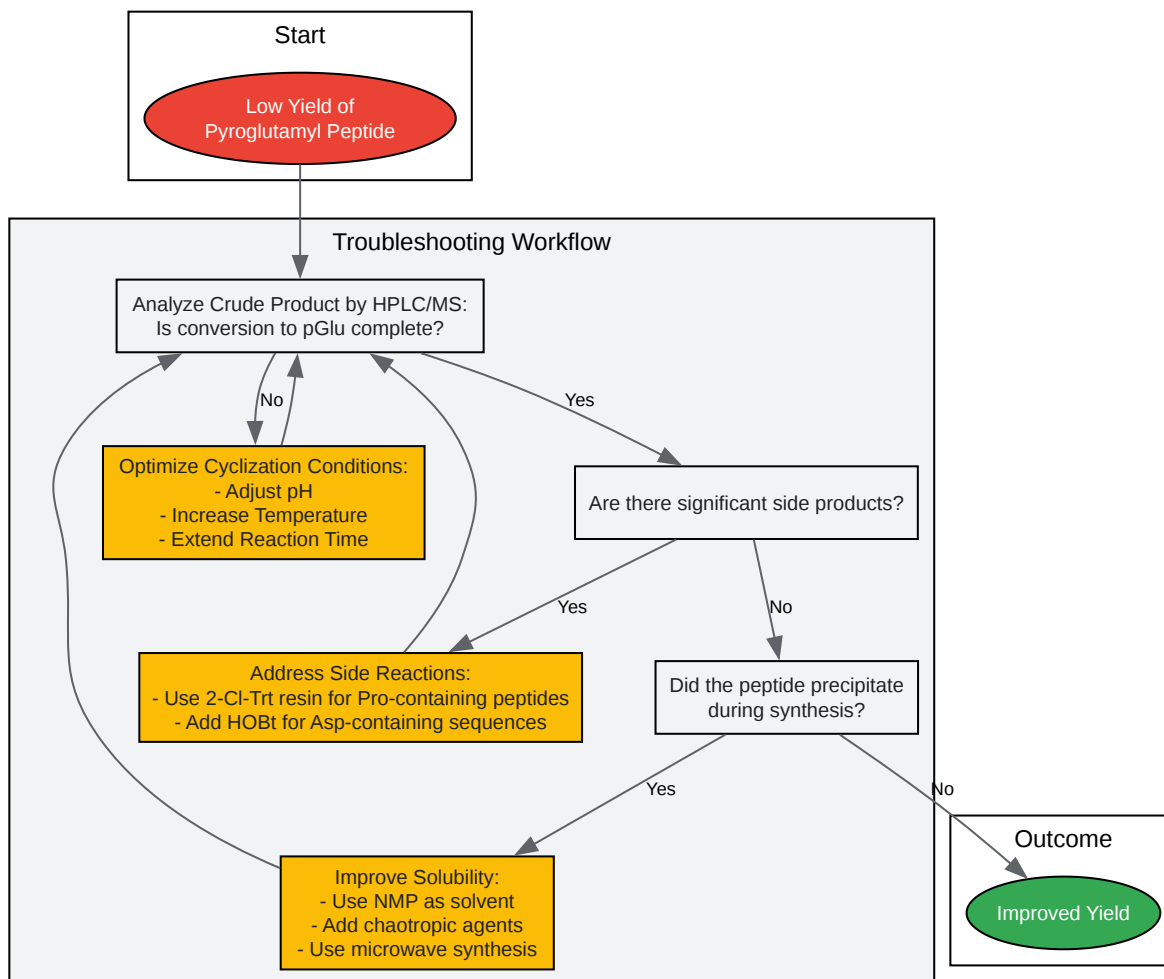 Start
Low Yield of
Pyroglutamyl Peptide
Troubleshooting Workflow
Analyze Crude Product by HPLC/MS:
Is conversion to pGlu complete?
No
Yes
Optimize Cyclization Conditions:
- Adjust pH
- Increase Temperature
- Extend Reaction Time
Are there significant side products?
Yes
No
Address Side Reactions:
- Use 2-Cl-Trt resin for Pro-containing peptides
- Add HOBt for Asp-containing sequences
Did the peptide precipitate
during synthesis?
Yes
No
Improve Solubility:
- Use NMP as solvent
- Add chaotropic agents
- Use microwave synthesis
Outcome
Improved Yield